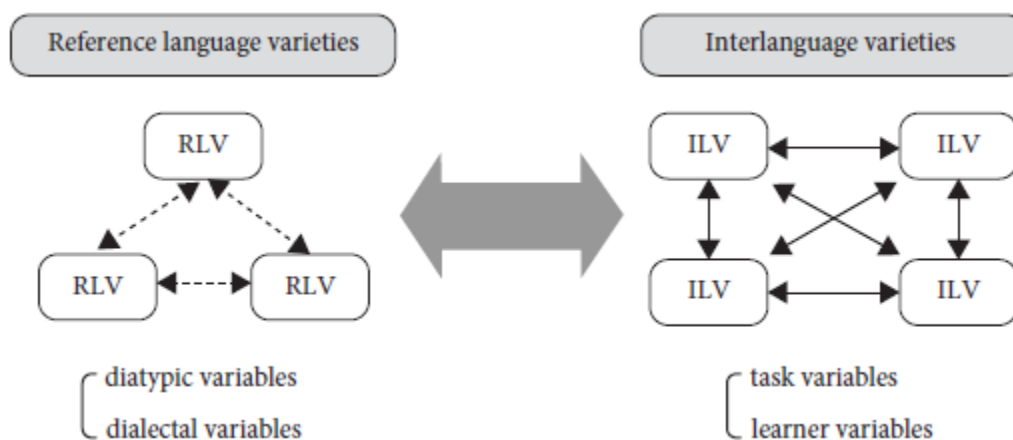 Reference language varieties
Interlanguage varieties
RLV
ILV
ILV
RLV
RLV
ILV
ILV
diatypic variables
dialectal variables
task variables
learner variables